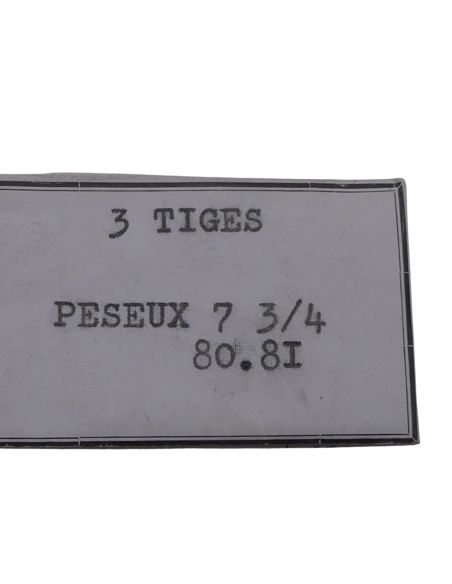 3 TIGES
PESEUX 7 3/4
80.8I